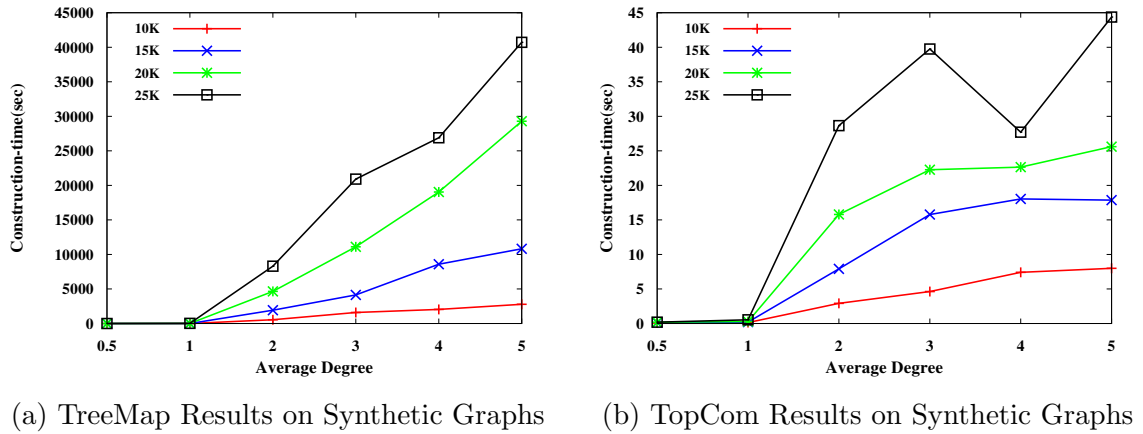 45000
40000
35000
30000
25000
20000
15000
10000
5000
0
Construction-time(sec)
10K
15K
20K
25K
0.5 1 2 3 4 5
Average Degree
(a) TreeMap Results on Synthetic Graphs
45
40
35
30
25
20
15
10
5
0
Construction-time(sec)
10K
15K
20K
25K
0.5 1 2 3 4 5
Average Degree
(b) TopCom Results on Synthetic Graphs